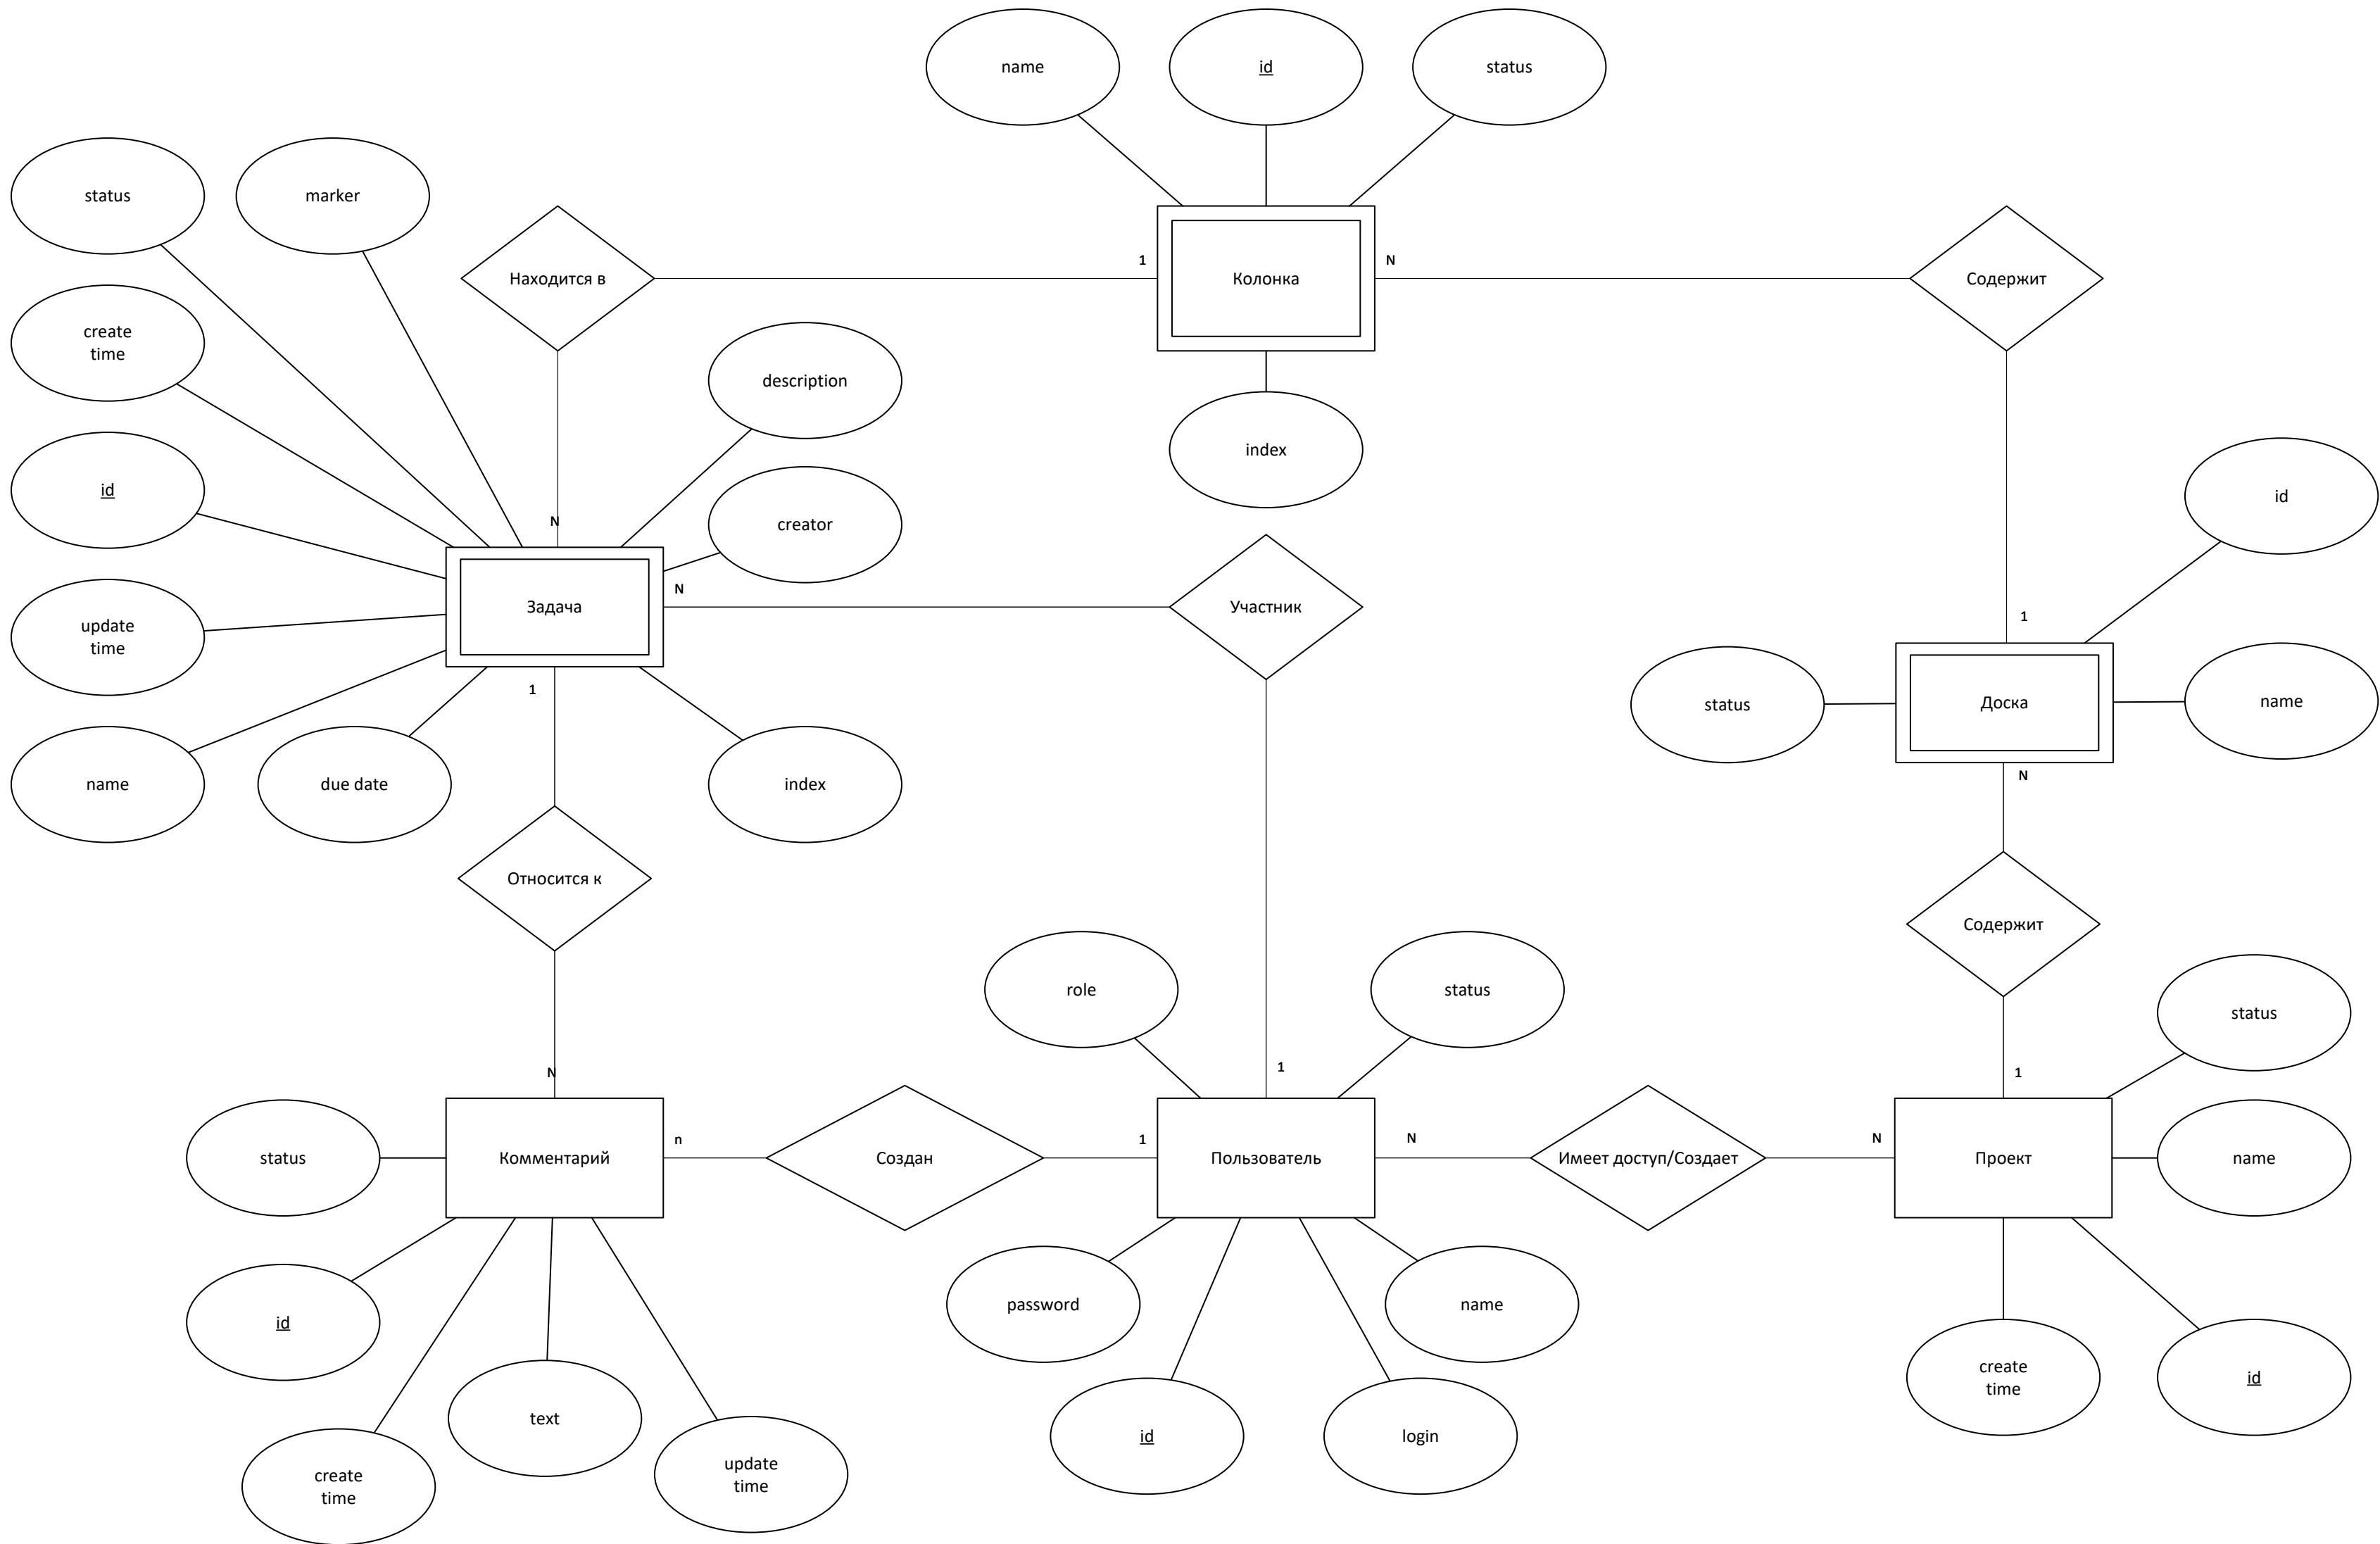 name
id
status
status
marker
Находится в
1
Колонка
N
Содержит
create
time
description
index
id
N
creator
id
Задача
N
Участник
update
time
1
1
status
Доска
name
name
due date
index
N
Относится к
Содержит
role
status
status
N
1
1
status
Комментарий
n
Создан
1
Пользователь
N
Имеет доступ/Создает
N
Проект
name
id
password
name
create
time
id
text
id
login
create
time
update
time